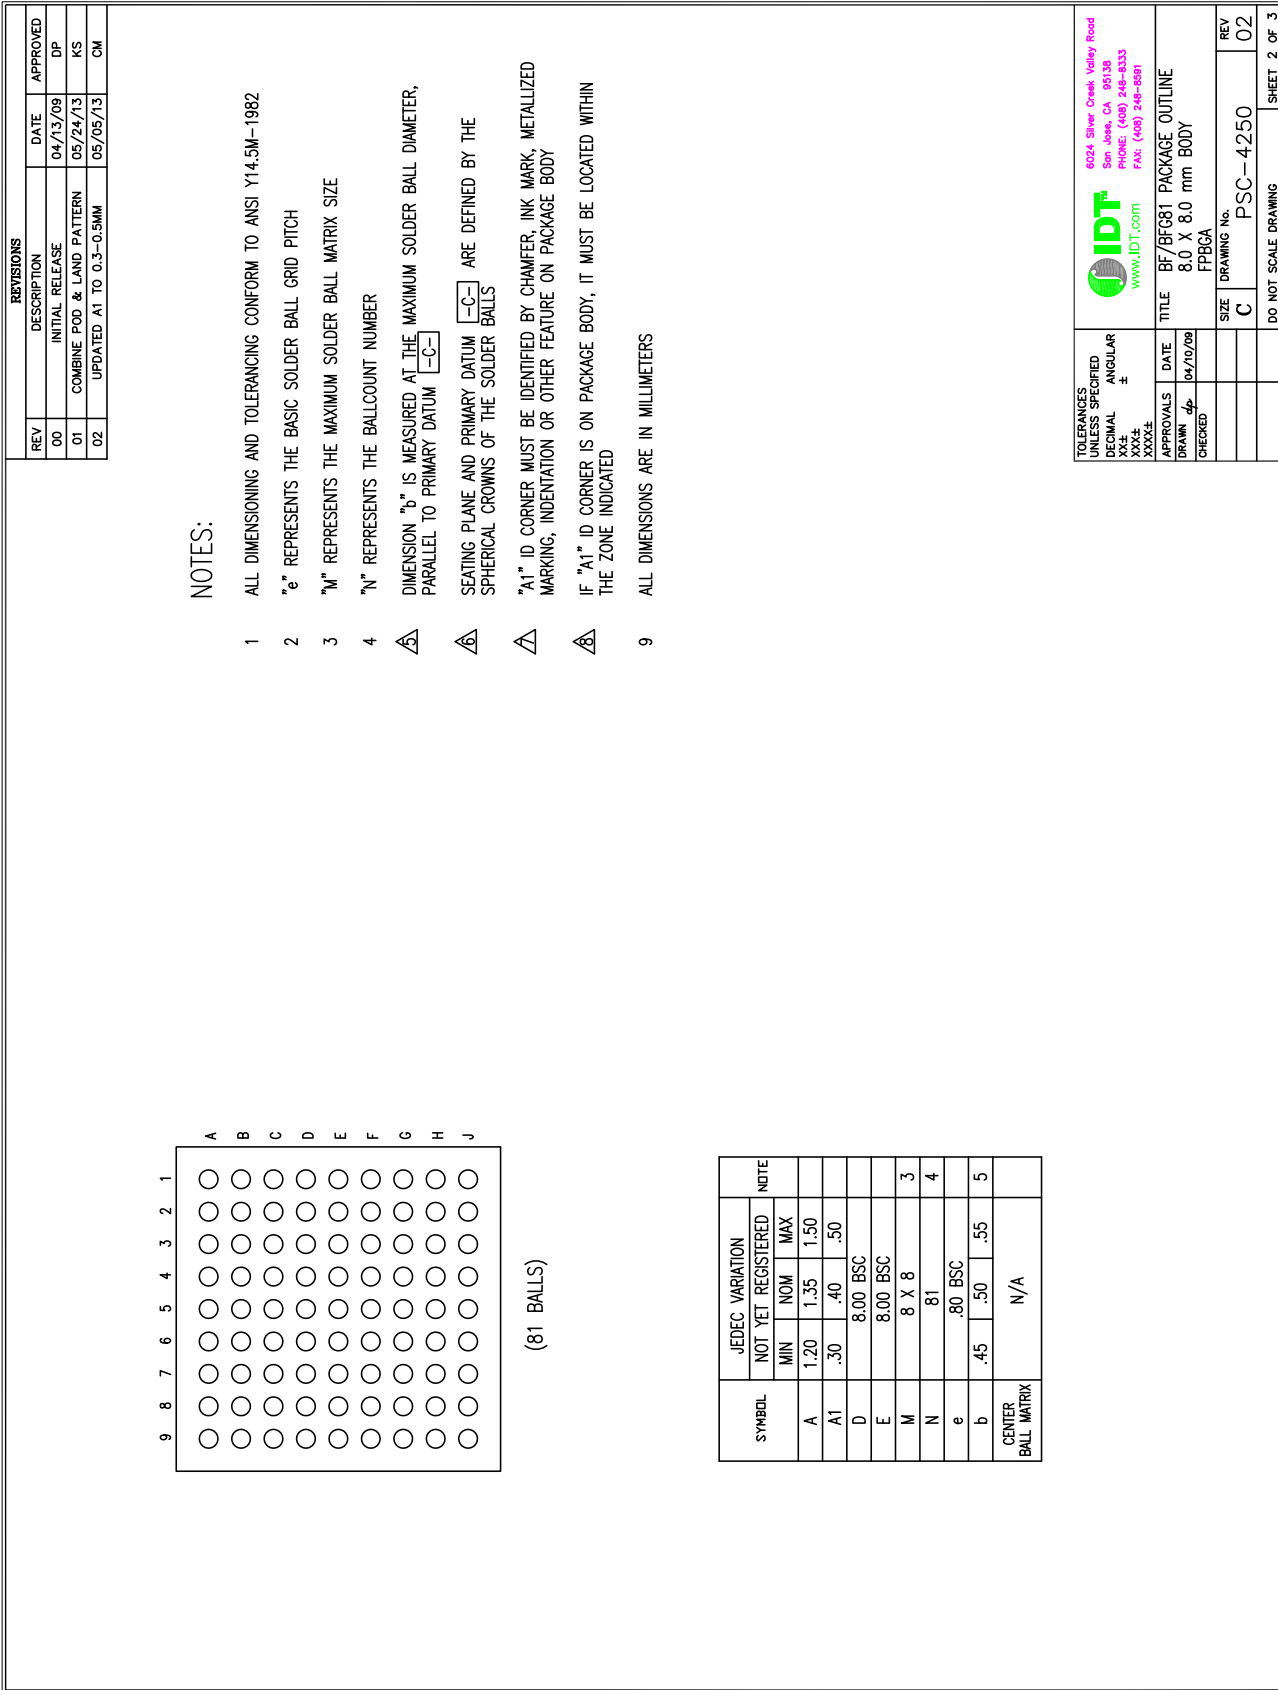 REVISIONS
REV DESCRIPTION DATE APPROVED
00 INITIAL RELEASE 04/13/09 DP
01 COMBINE POD & LAND PATTERN 05/24/13 KS
02 UPDATED A1 TO 0.3-0.5MM 05/05/13 CM
NOTES:
1 ALL DIMENSIONING AND TOLERANCING CONFORM TO ANSI Y14.5M-1982
2 "e" REPRESENTS THE BASIC SOLDER BALL GRID PITCH
3 "M" REPRESENTS THE MAXIMUM SOLDER BALL MATRIX SIZE
4 "N" REPRESENTS THE BALLCOUNT NUMBER
5 DIMENSION "b" IS MEASURED AT THE MAXIMUM SOLDER BALL DIAMETER,
PARALLEL TO PRIMARY DATUM -C-
6 SEATING PLANE AND PRIMARY DATUM -C- ARE DEFINED BY THE
SPHERICAL CROWNS OF THE SOLDER BALLS
7 "A1" ID CORNER MUST BE IDENTIFIED BY CHAMFER, INK MARK, METALLIZED
MARKING, INDENTATION OR OTHER FEATURE ON PACKAGE BODY
8 IF "A1" ID CORNER IS ON PACKAGE BODY, IT MUST BE LOCATED WITHIN
THE ZONE INDICATED
9 ALL DIMENSIONS ARE IN MILLIMETERS
9 8 7 6 5 4 3 2 1
A
B
C
D
E
F
G
H
J
(81 BALLS)
SYMBOL JEDEC VARIATION NOTE
NOT YET REGISTERED
MIN NOM MAX
A 1.20 1.35 1.50
A1 .30 .40 .50
D 8.00 BSC
E 8.00 BSC
M 8 X 8 3
N 81 4
e .80 BSC
b .45 .50 .55 5
CENTER
BALL MATRIX N/A
TOLERANCES
UNLESS SPECIFIED
DECIMAL ANGULAR
XX± ±
XXX±
XXXX±
APPROVALS DATE
DRAWN dp 04/10/09
CHECKED
IDT™
www.IDT.com
6024 Silver Creek Valley Road
San Jose, CA 95138
PHONE: (408) 248-8333
FAX: (408) 248-8591
TITLE BF/BFG81 PACKAGE OUTLINE
8.0 X 8.0 mm BODY
FPBGA
SIZE DRAWING No. REV
C PSC-4250 02
DO NOT SCALE DRAWING SHEET 2 OF 3